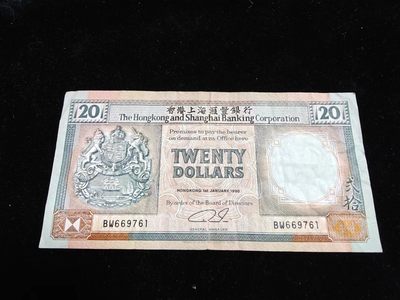 20
香港上海滙豐銀行
20
The Hongkong and Shanghai Banking Corporation
Promises to pay the bearer
on demand at its Office here
TWENTY
DOLLARS
HONGKONG 1st JANUARY
By order of the Board of Directors
GENERAL MANAGER
BW669761
BW669761
貳拾